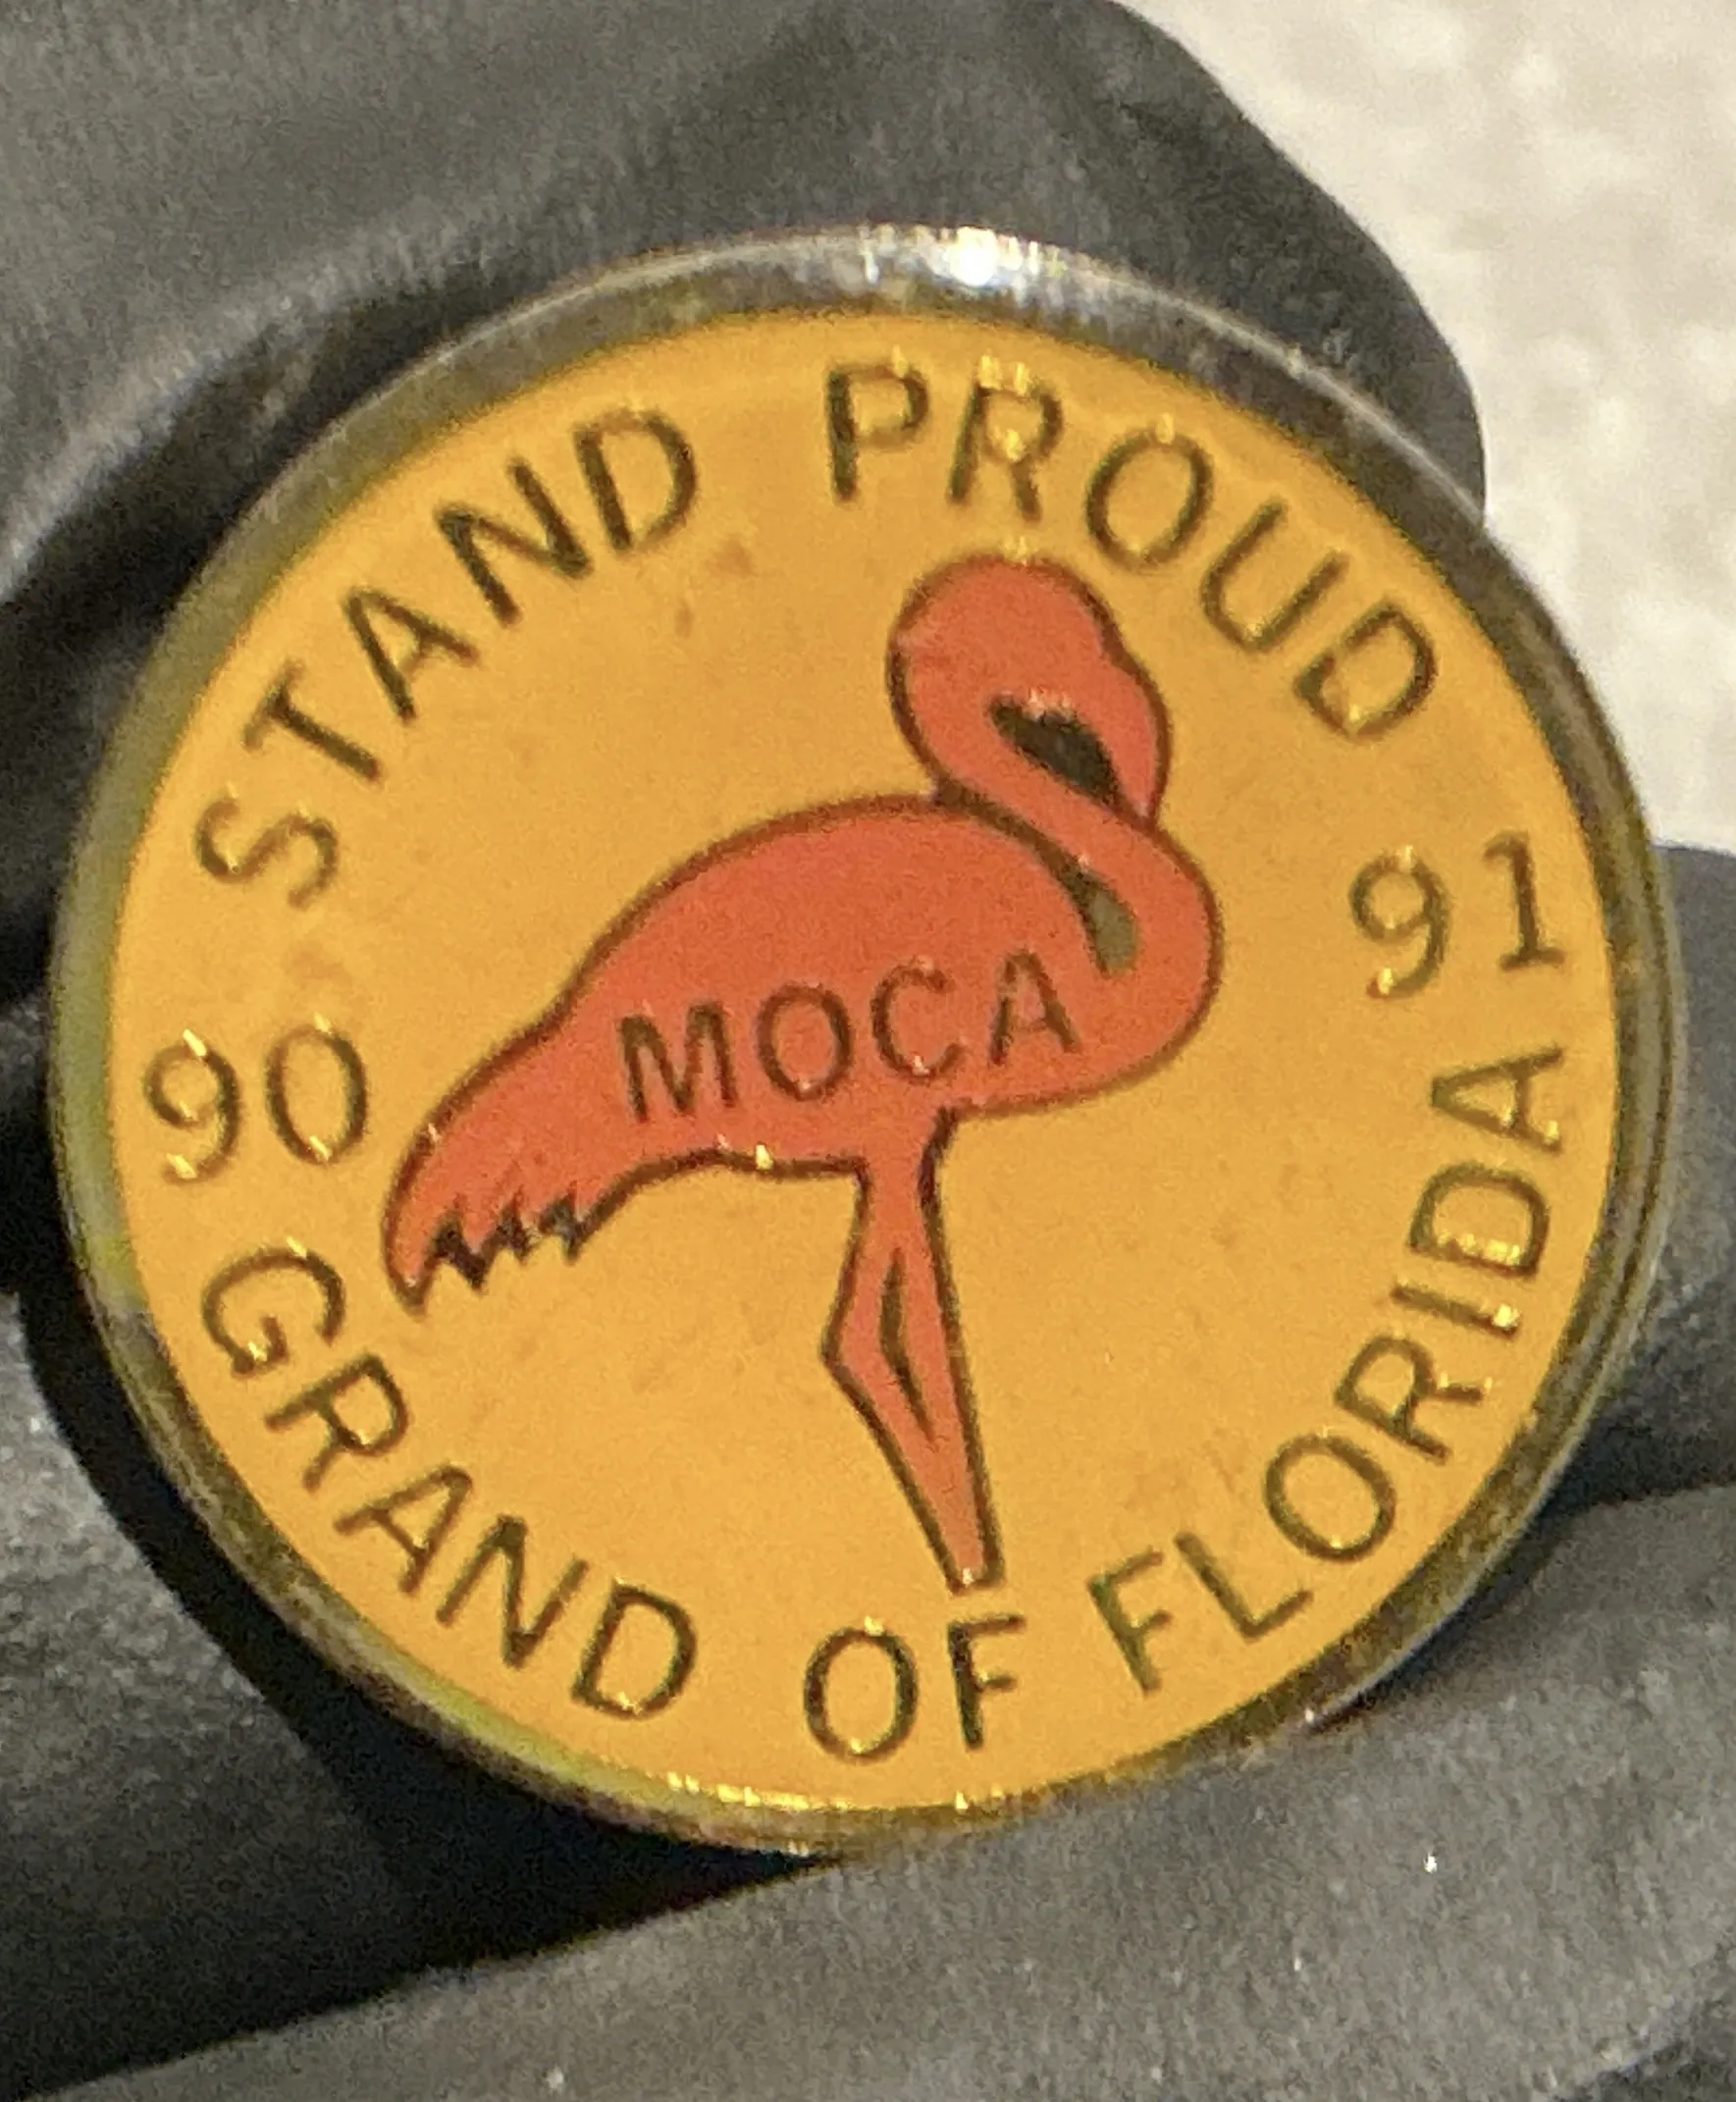 STAND PROUD
90 91
MOCA
GRAND OF FLORIDA